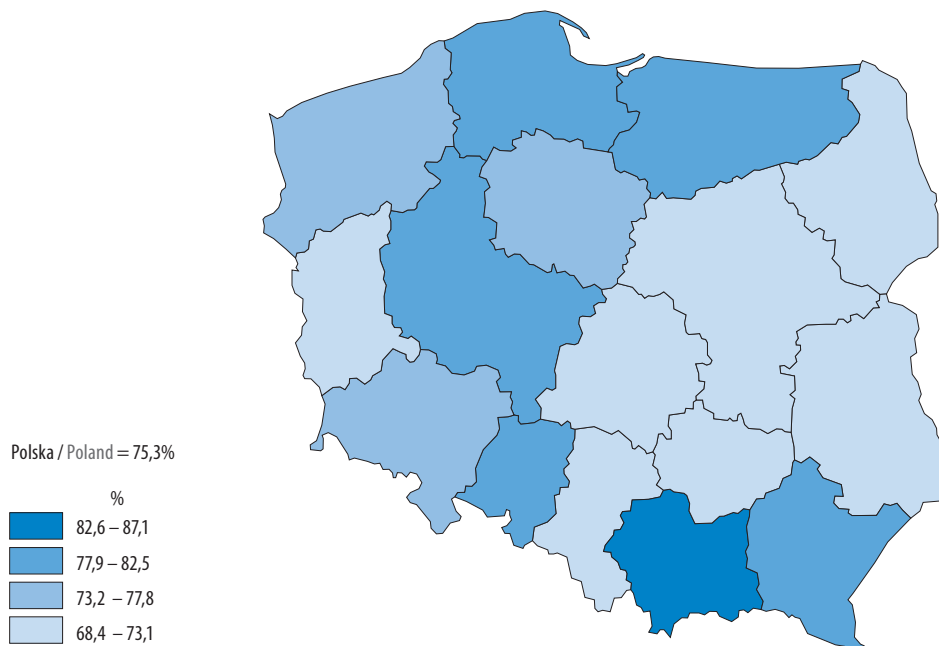 Polska / Poland = 75,3%
%
82,6 – 87,1
77,9 – 82,5
73,2 – 77,8
68,4 – 73,1